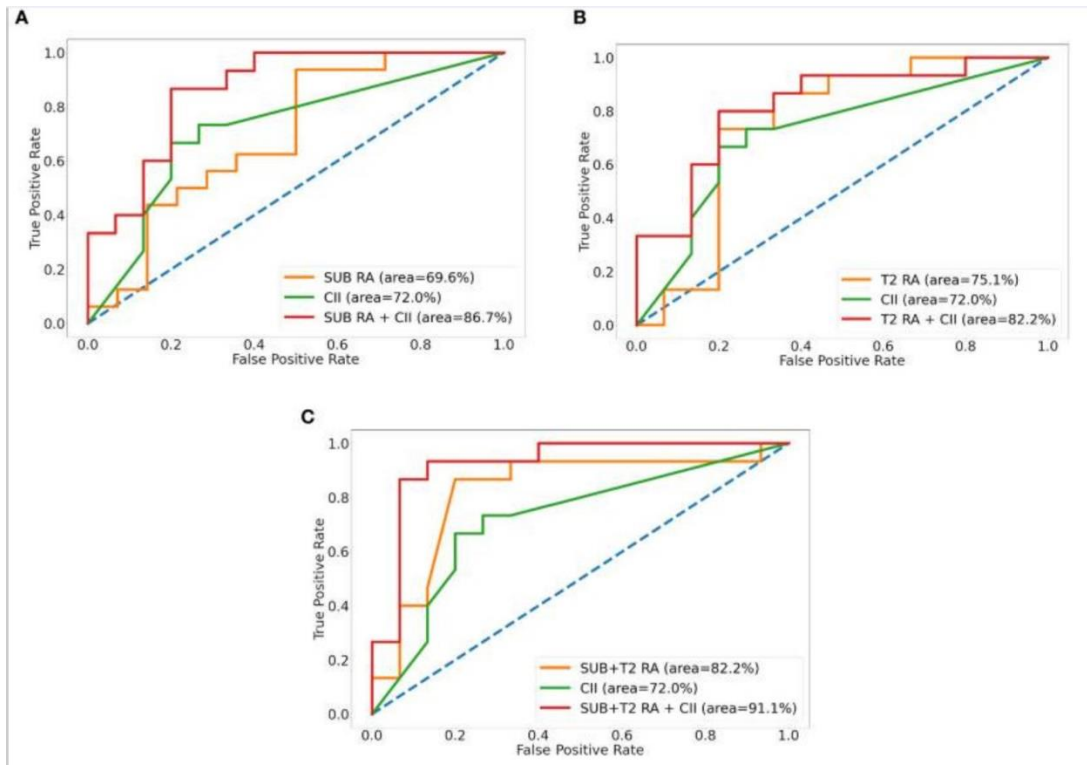 A
1.0
0.8
0.6
0.4
0.2
0.0
True Positive Rate
0.0 0.2 0.4 0.6 0.8 1.0
False Positive Rate
SUB RA (area=69.6%)
CII (area=72.0%)
SUB RA + CII (area=86.7%)
B
1.0
0.8
0.6
0.4
0.2
0.0
True Positive Rate
0.0 0.2 0.4 0.6 0.8 1.0
False Positive Rate
T2 RA (area=75.1%)
CII (area=72.0%)
T2 RA + CII (area=82.2%)
C
1.0
0.8
0.6
0.4
0.2
0.0
True Positive Rate
0.0 0.2 0.4 0.6 0.8 1.0
False Positive Rate
SUB+T2 RA (area=82.2%)
CII (area=72.0%)
SUB+T2 RA + CII (area=91.1%)